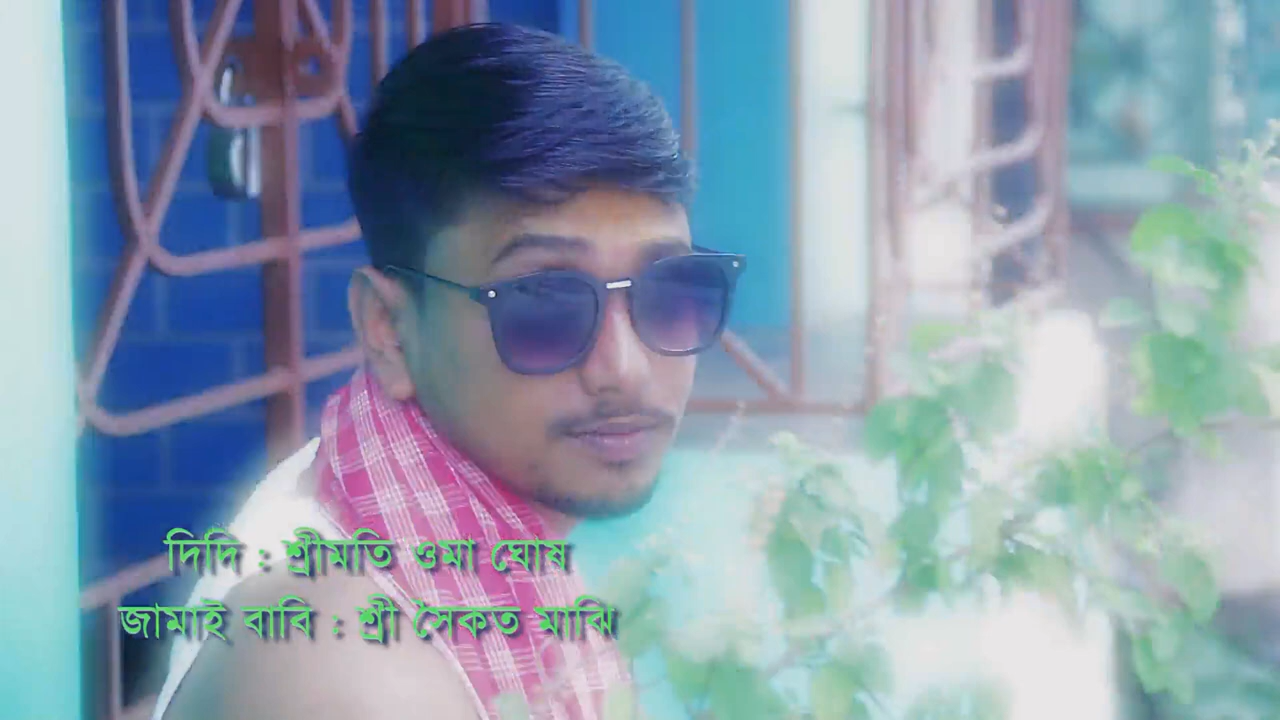 দিদি : শ্রীমতি ওমা ঘোষ
জামাই বাবি : শ্রী সৈকত মাঝি